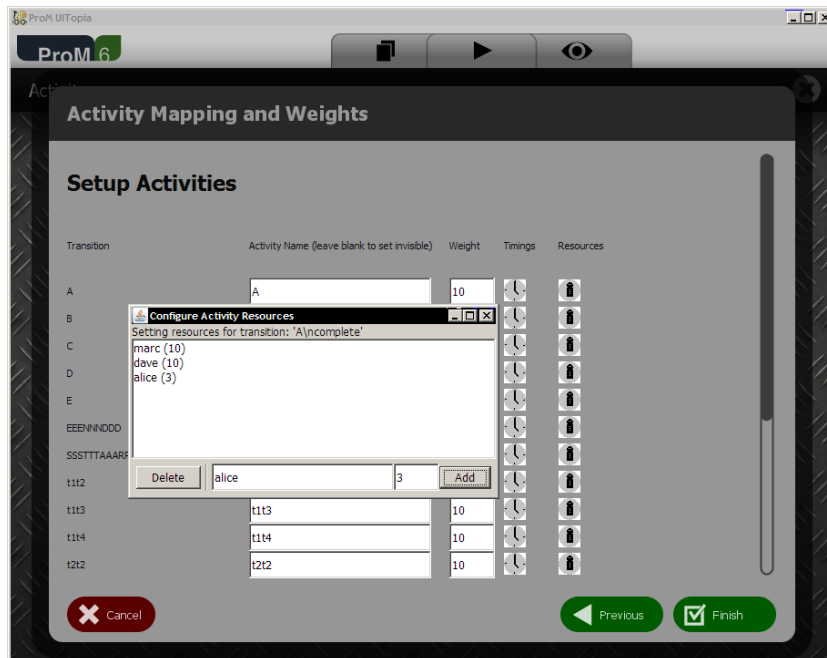 ProM UITopia
ProM 6
Activity Mapping and Weights
Setup Activities
Transition Activity Name (leave blank to set invisible) Weight Timings Resources
A A 10
B
C
D
E
EEENNNDDD
SSSTTTAAARR
t1t2
t1t3 t1t3 10
t1t4 t1t4 10
t2t2 t2t2 10
Configure Activity Resources
Setting resources for transition: 'A\ncomplete'
marc (10)
dave (10)
alice (3)
Delete alice 3 Add
Cancel Previous Finish